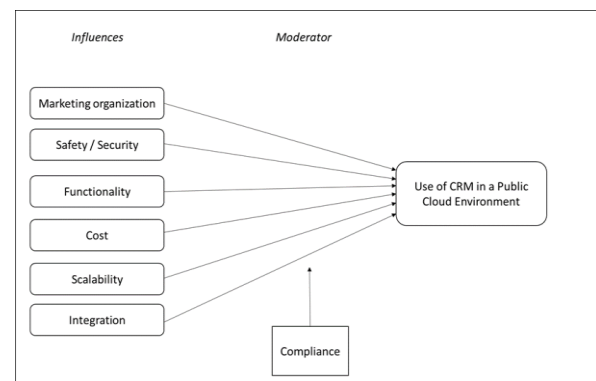 Influences
Moderator
Marketing organization
Safety / Security
Functionality
Cost
Scalability
Integration
Use of CRM in a Public
Cloud Environment
Compliance